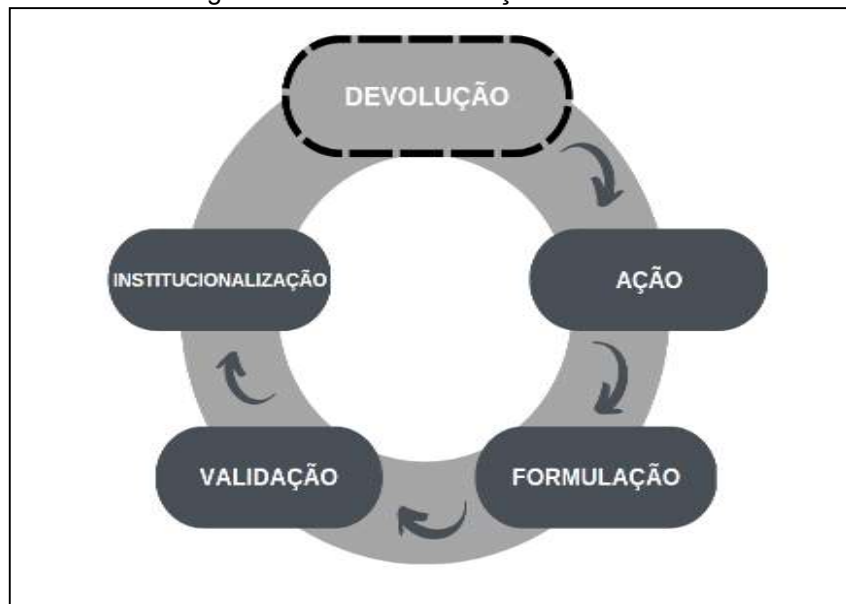 DEVOLUÇÃO
AÇÃO
FORMULAÇÃO
VALIDAÇÃO
INSTITUCIONALIZAÇÃO